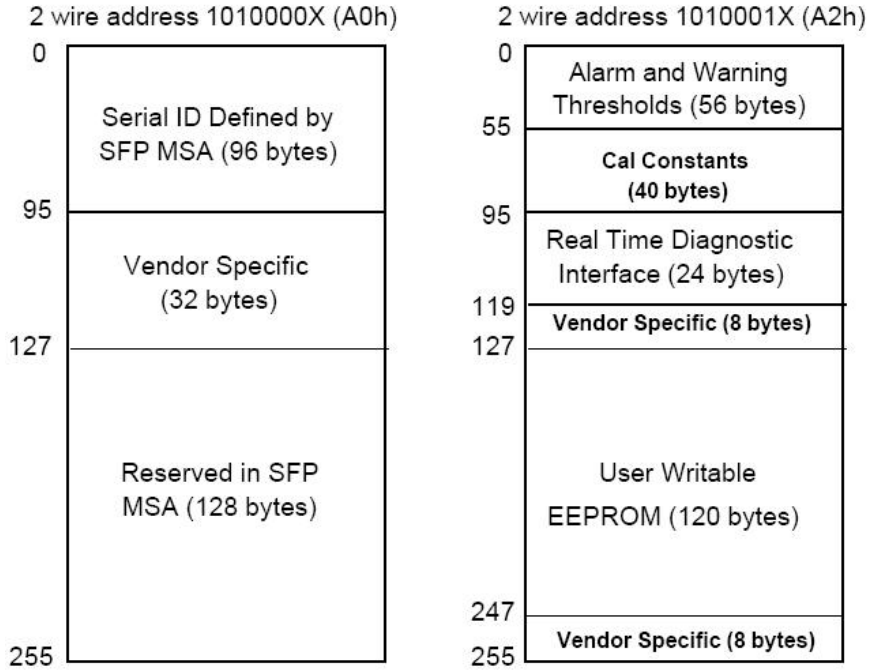 2 wire address 1010000X (A0h)
0
Serial ID Defined by
SFP MSA (96 bytes)
95
Vendor Specific
(32 bytes)
127
Reserved in SFP
MSA (128 bytes)
255
2 wire address 1010001X (A2h)
0
Alarm and Warning
Thresholds (56 bytes)
55
Cal Constants
(40 bytes)
95
Real Time Diagnostic
Interface (24 bytes)
119
Vendor Specific (8 bytes)
127
User Writable
EEPROM (120 bytes)
247
Vendor Specific (8 bytes)
255